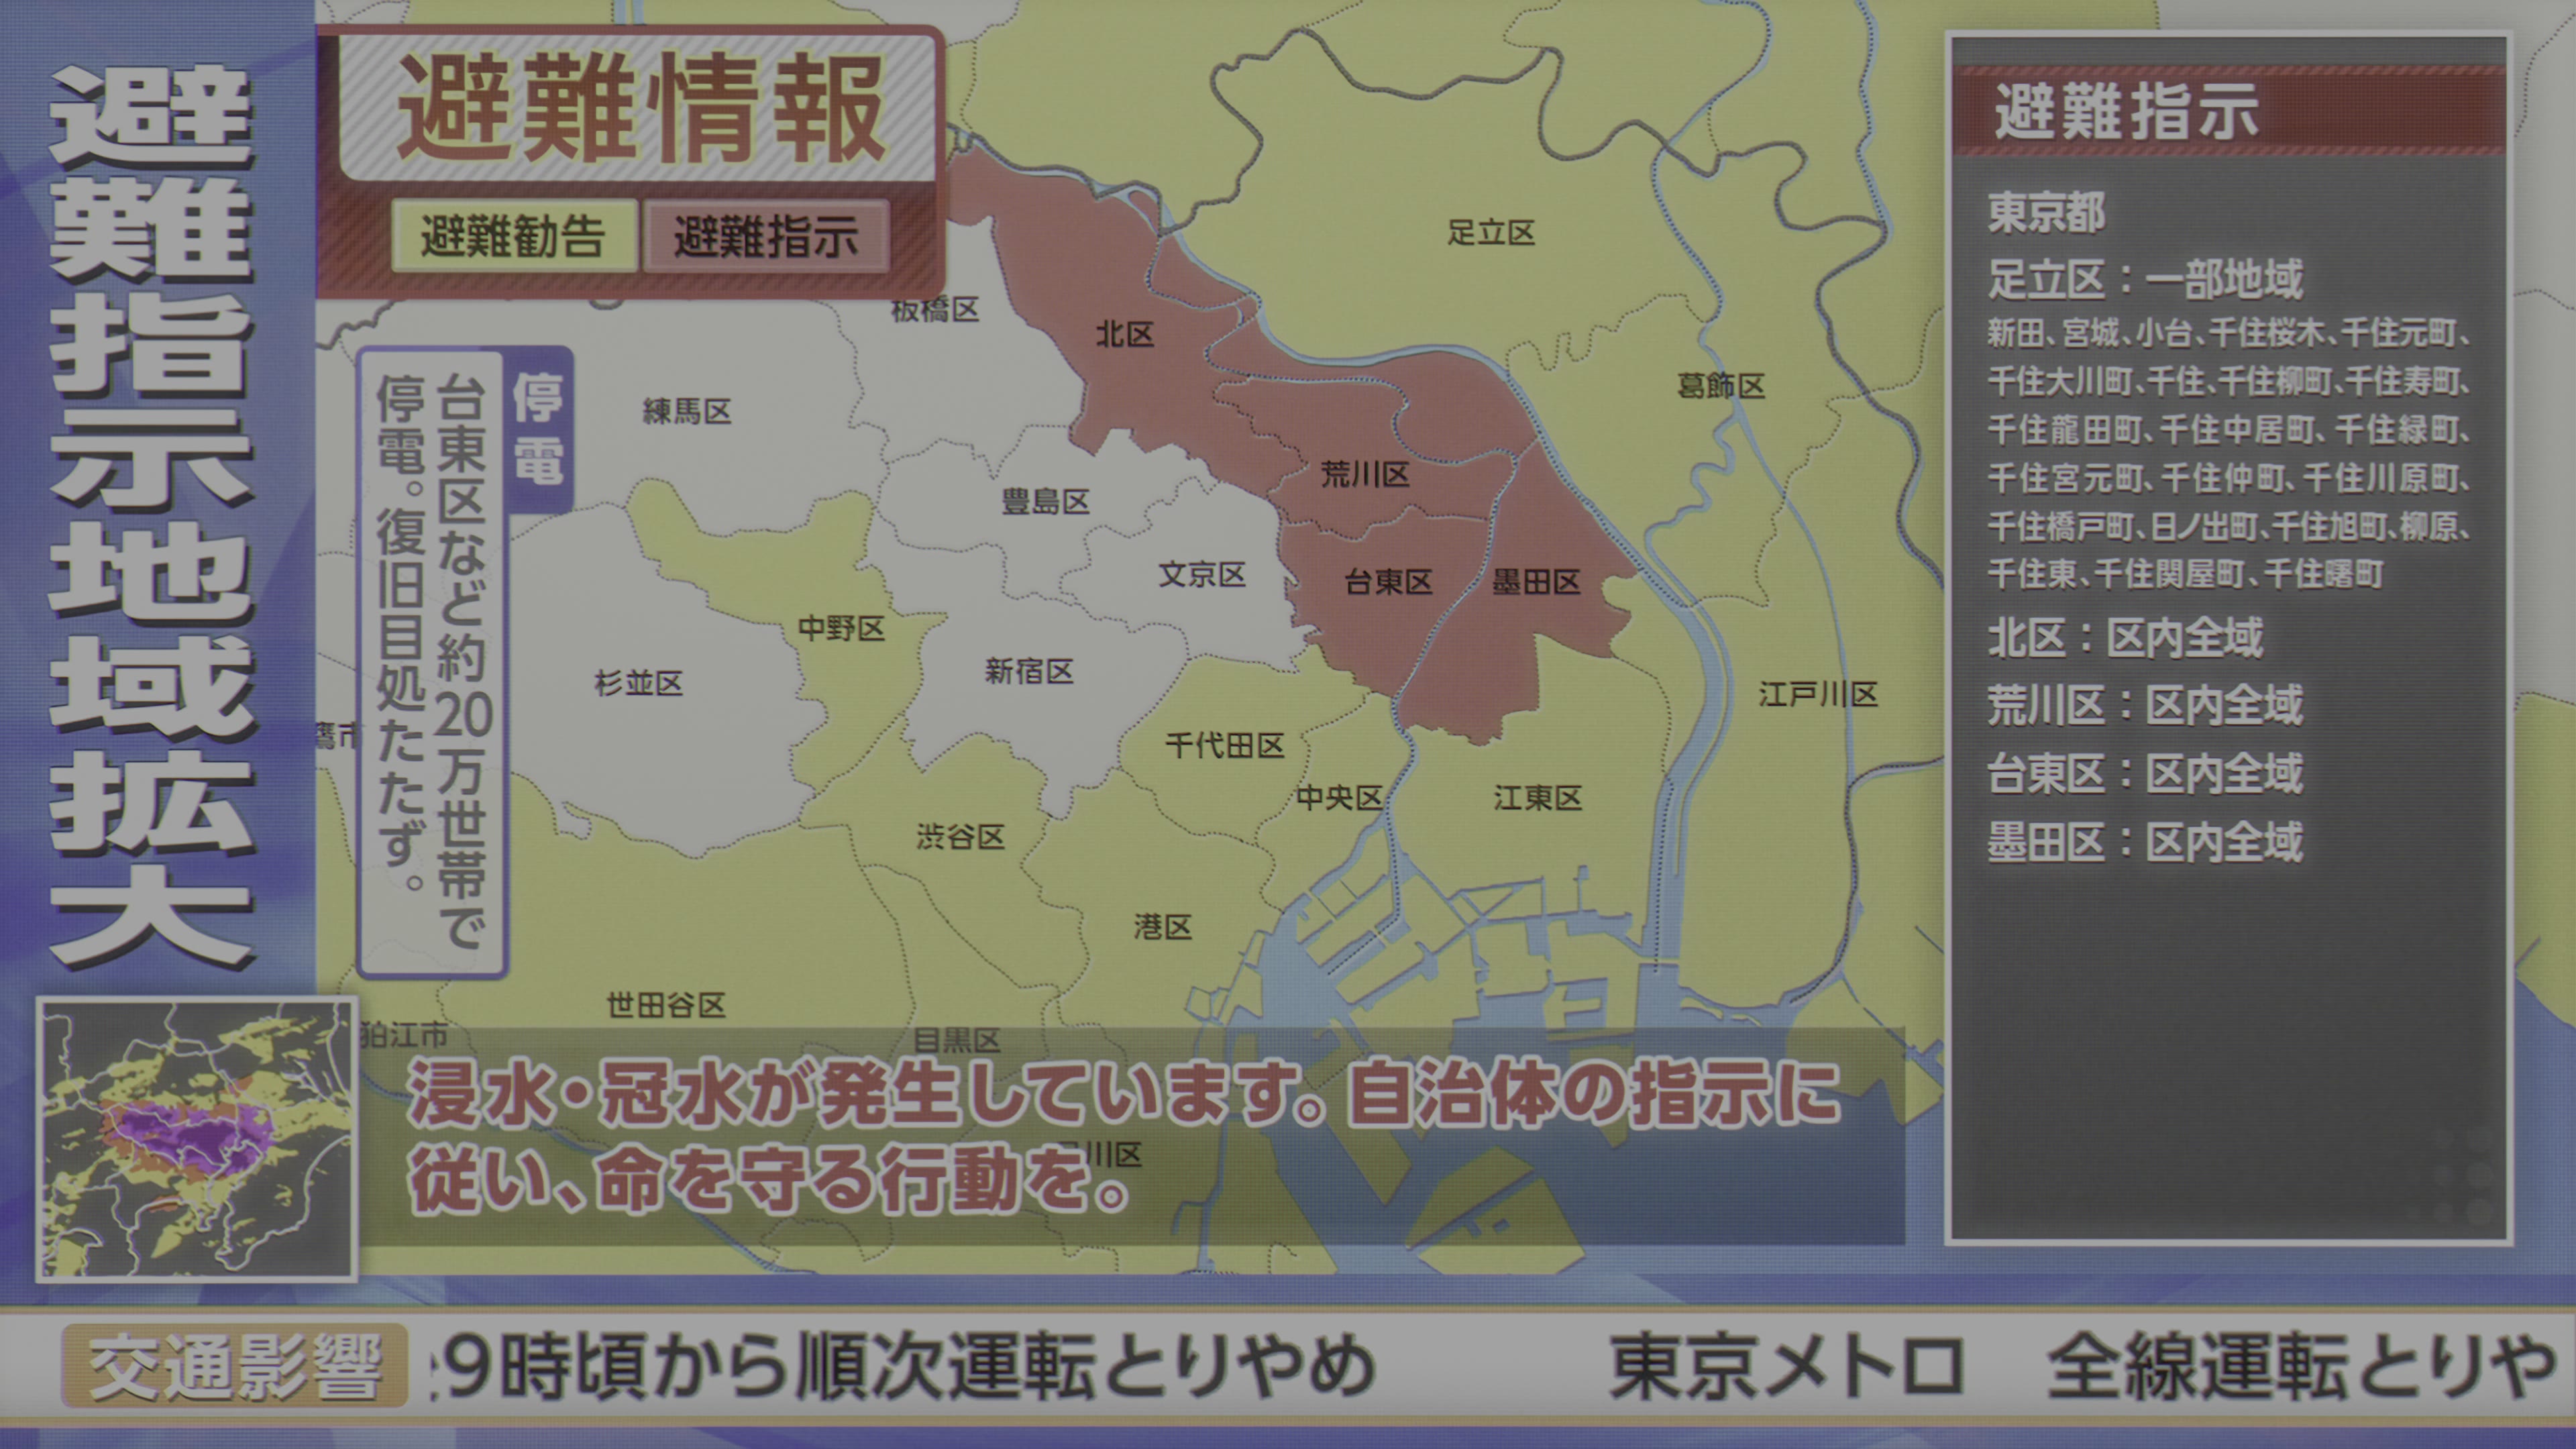 避難指示地域拡大
避難情報
避難勧告
避難指示
停電
台東区など約20万世帯で
停電。復旧目処たたず。
足立区
板橋区
北区
葛飾区
練馬区
荒川区
豊島区
文京区
台東区
墨田区
中野区
杉並区
新宿区
江戸川区
鷹市
千代田区
中央区
江東区
渋谷区
港区
世田谷区
狛江市
目黒区
川区
避難指示
東京都
足立区：一部地域
新田、宮城、小台、千住桜木、千住元町、
千住大川町、千住、千住柳町、千住寿町、
千住龍田町、千住中居町、千住緑町、
千住宮元町、千住仲町、千住川原町、
千住橋戸町、日ノ出町、千住旭町、柳原、
千住東、千住関屋町、千住曙町
北区：区内全域
荒川区：区内全域
台東区：区内全域
墨田区：区内全域
浸水・冠水が発生しています。自治体の指示に
従い、命を守る行動を。
交通影響
9時頃から順次運転とりやめ　東京メトロ　全線運転とりや